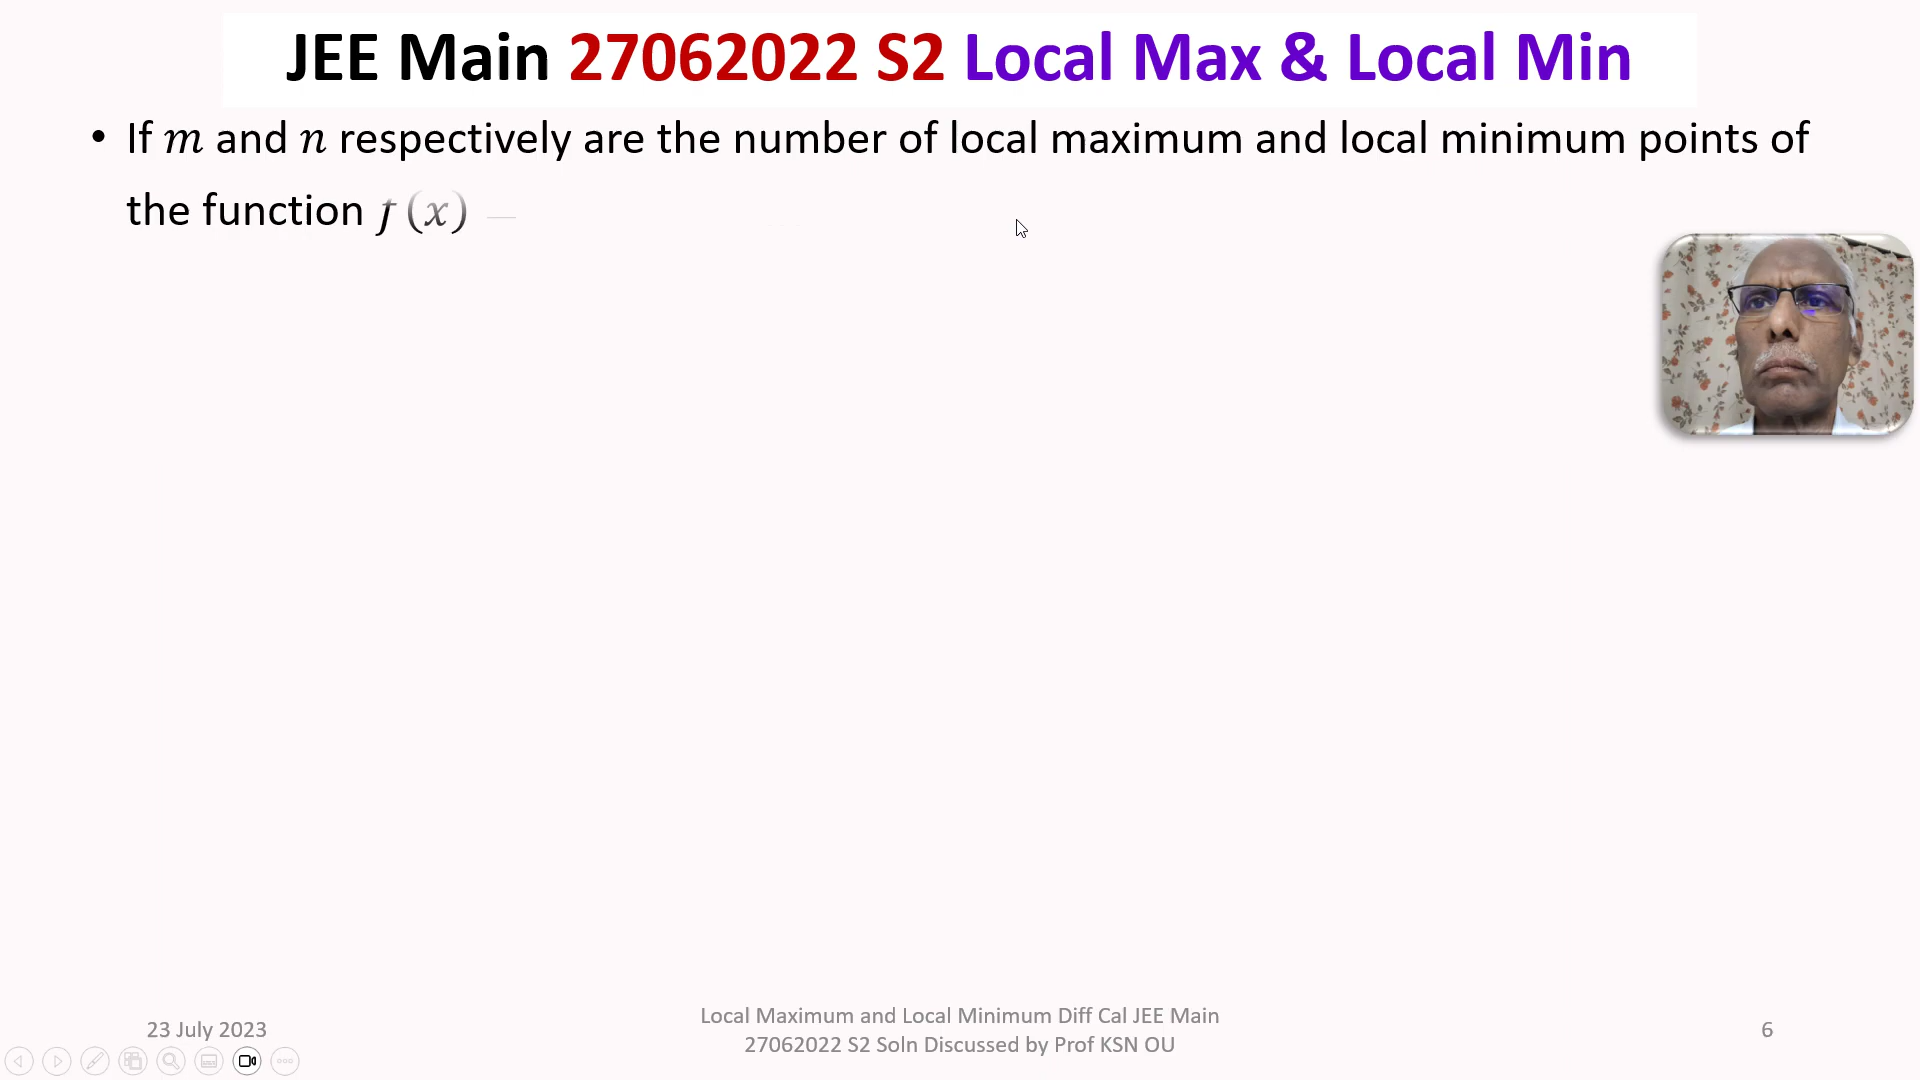 JEE Main 27062022 S2 Local Max & Local Min
• If m and n respectively are the number of local maximum and local minimum points of
the function f(x)
23 July 2023
Local Maximum and Local Minimum Diff Cal JEE Main
27062022 S2 Soln Discussed by Prof KSN OU
6